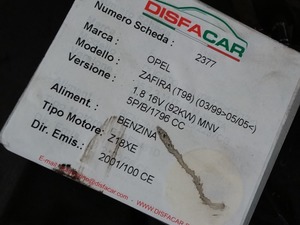 DISFACAR
Numero Scheda : 2377
Marca : OPEL
Modello : ZAFIRA (T98) (03/99>05/05<)
Versione : 1.8 16V (92KW) MNV
5P/B/1796 CC
Aliment. : BENZINA
Tipo Motore: Z18XE
Dir. Emis.: 2001/100 CE
disfacar.com
DISFACAR